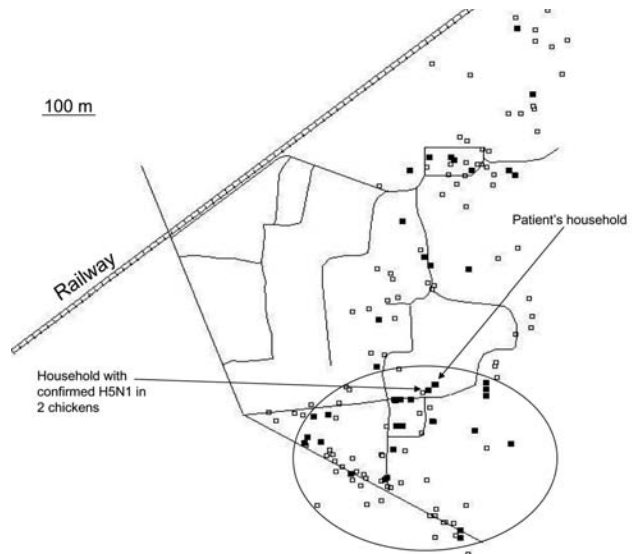 100 m
Patient's household
Railway
Household with
confirmed H5N1 in
2 chickens